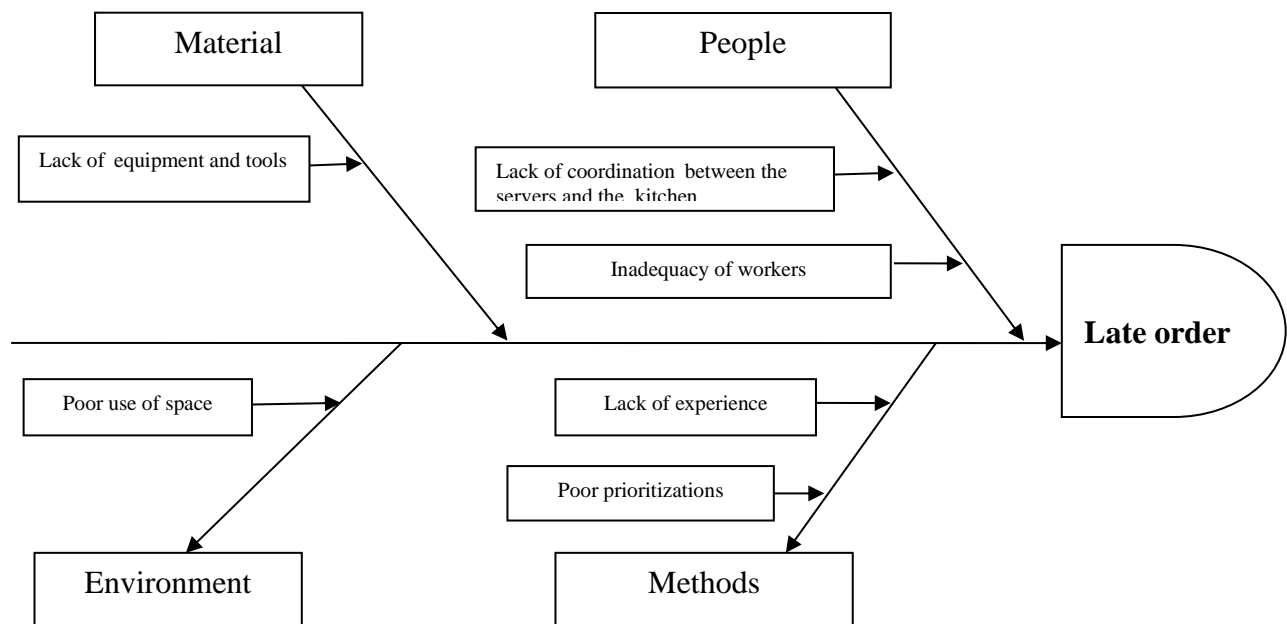 Material
People
Lack of equipment and tools
Lack of coordination between the
servers and the kitchen
Inadequacy of workers
Late order
Poor use of space
Lack of experience
Poor prioritizations
Environment
Methods